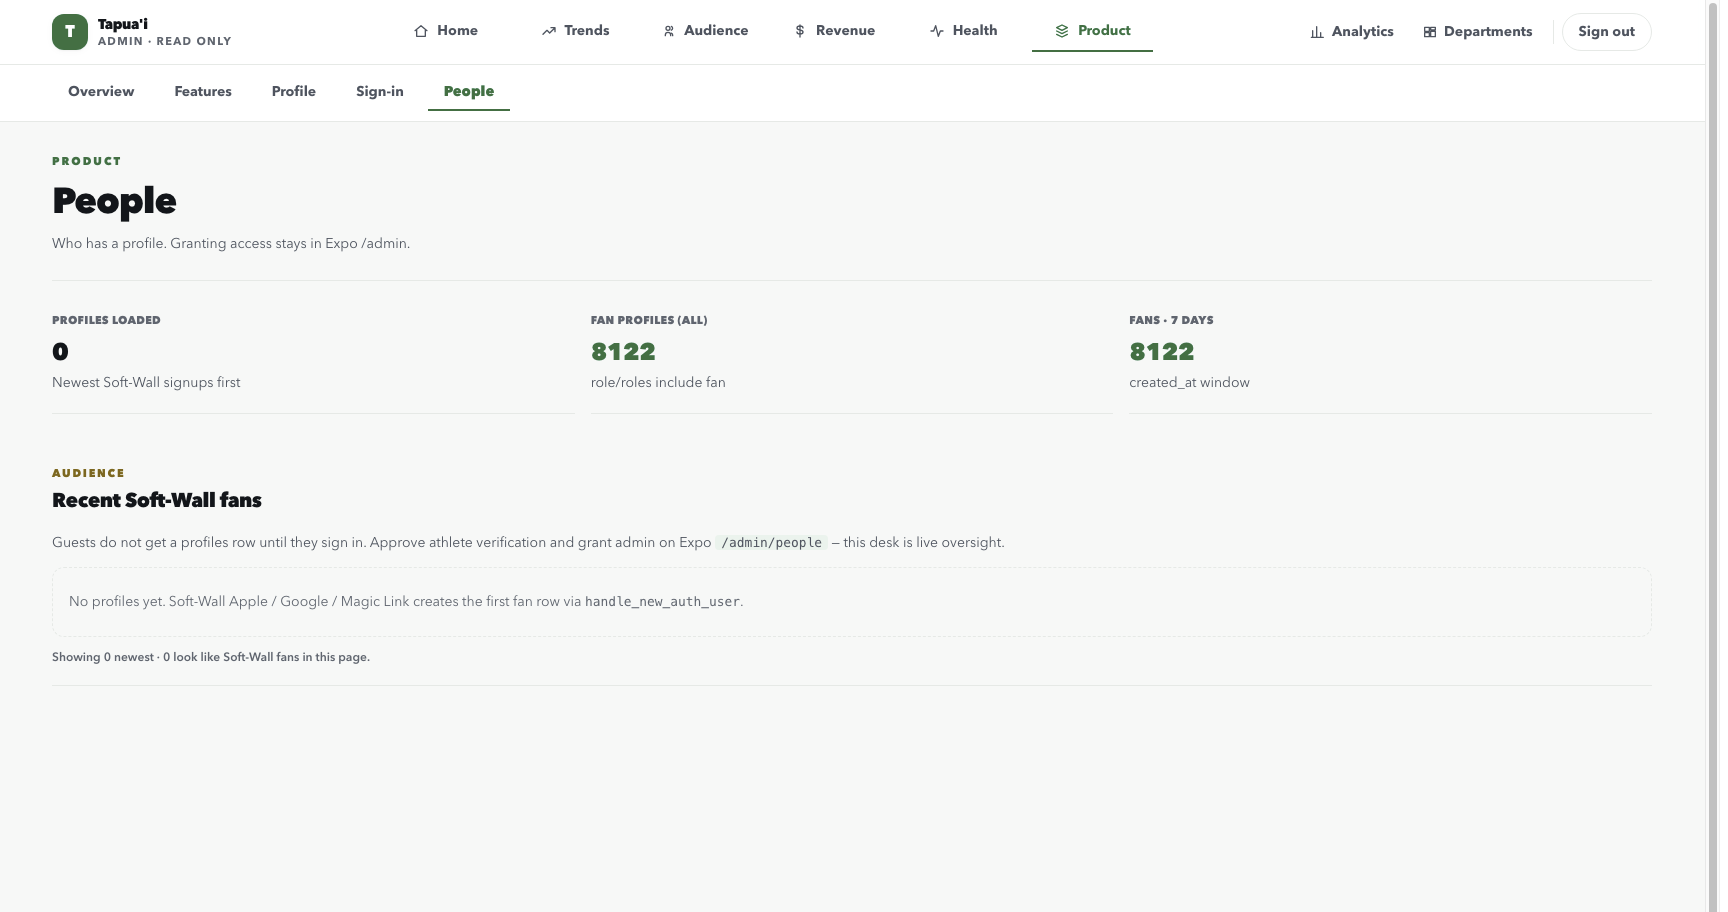 T
Tapua'i
ADMIN · READ ONLY
Home
Trends
Audience
Revenue
Health
Product
Analytics
Departments
Sign out
Overview
Features
Profile
Sign-in
People
PRODUCT
People
Who has a profile. Granting access stays in Expo /admin.
PROFILES LOADED
0
Newest Soft-Wall signups first
FAN PROFILES (ALL)
8122
role/roles include fan
FANS · 7 DAYS
8122
created_at window
AUDIENCE
Recent Soft-Wall fans
Guests do not get a profiles row until they sign in. Approve athlete verification and grant admin on Expo /admin/people — this desk is live oversight.
No profiles yet. Soft-Wall Apple / Google / Magic Link creates the first fan row via handle_new_auth_user.
Showing 0 newest · 0 look like Soft-Wall fans in this page.